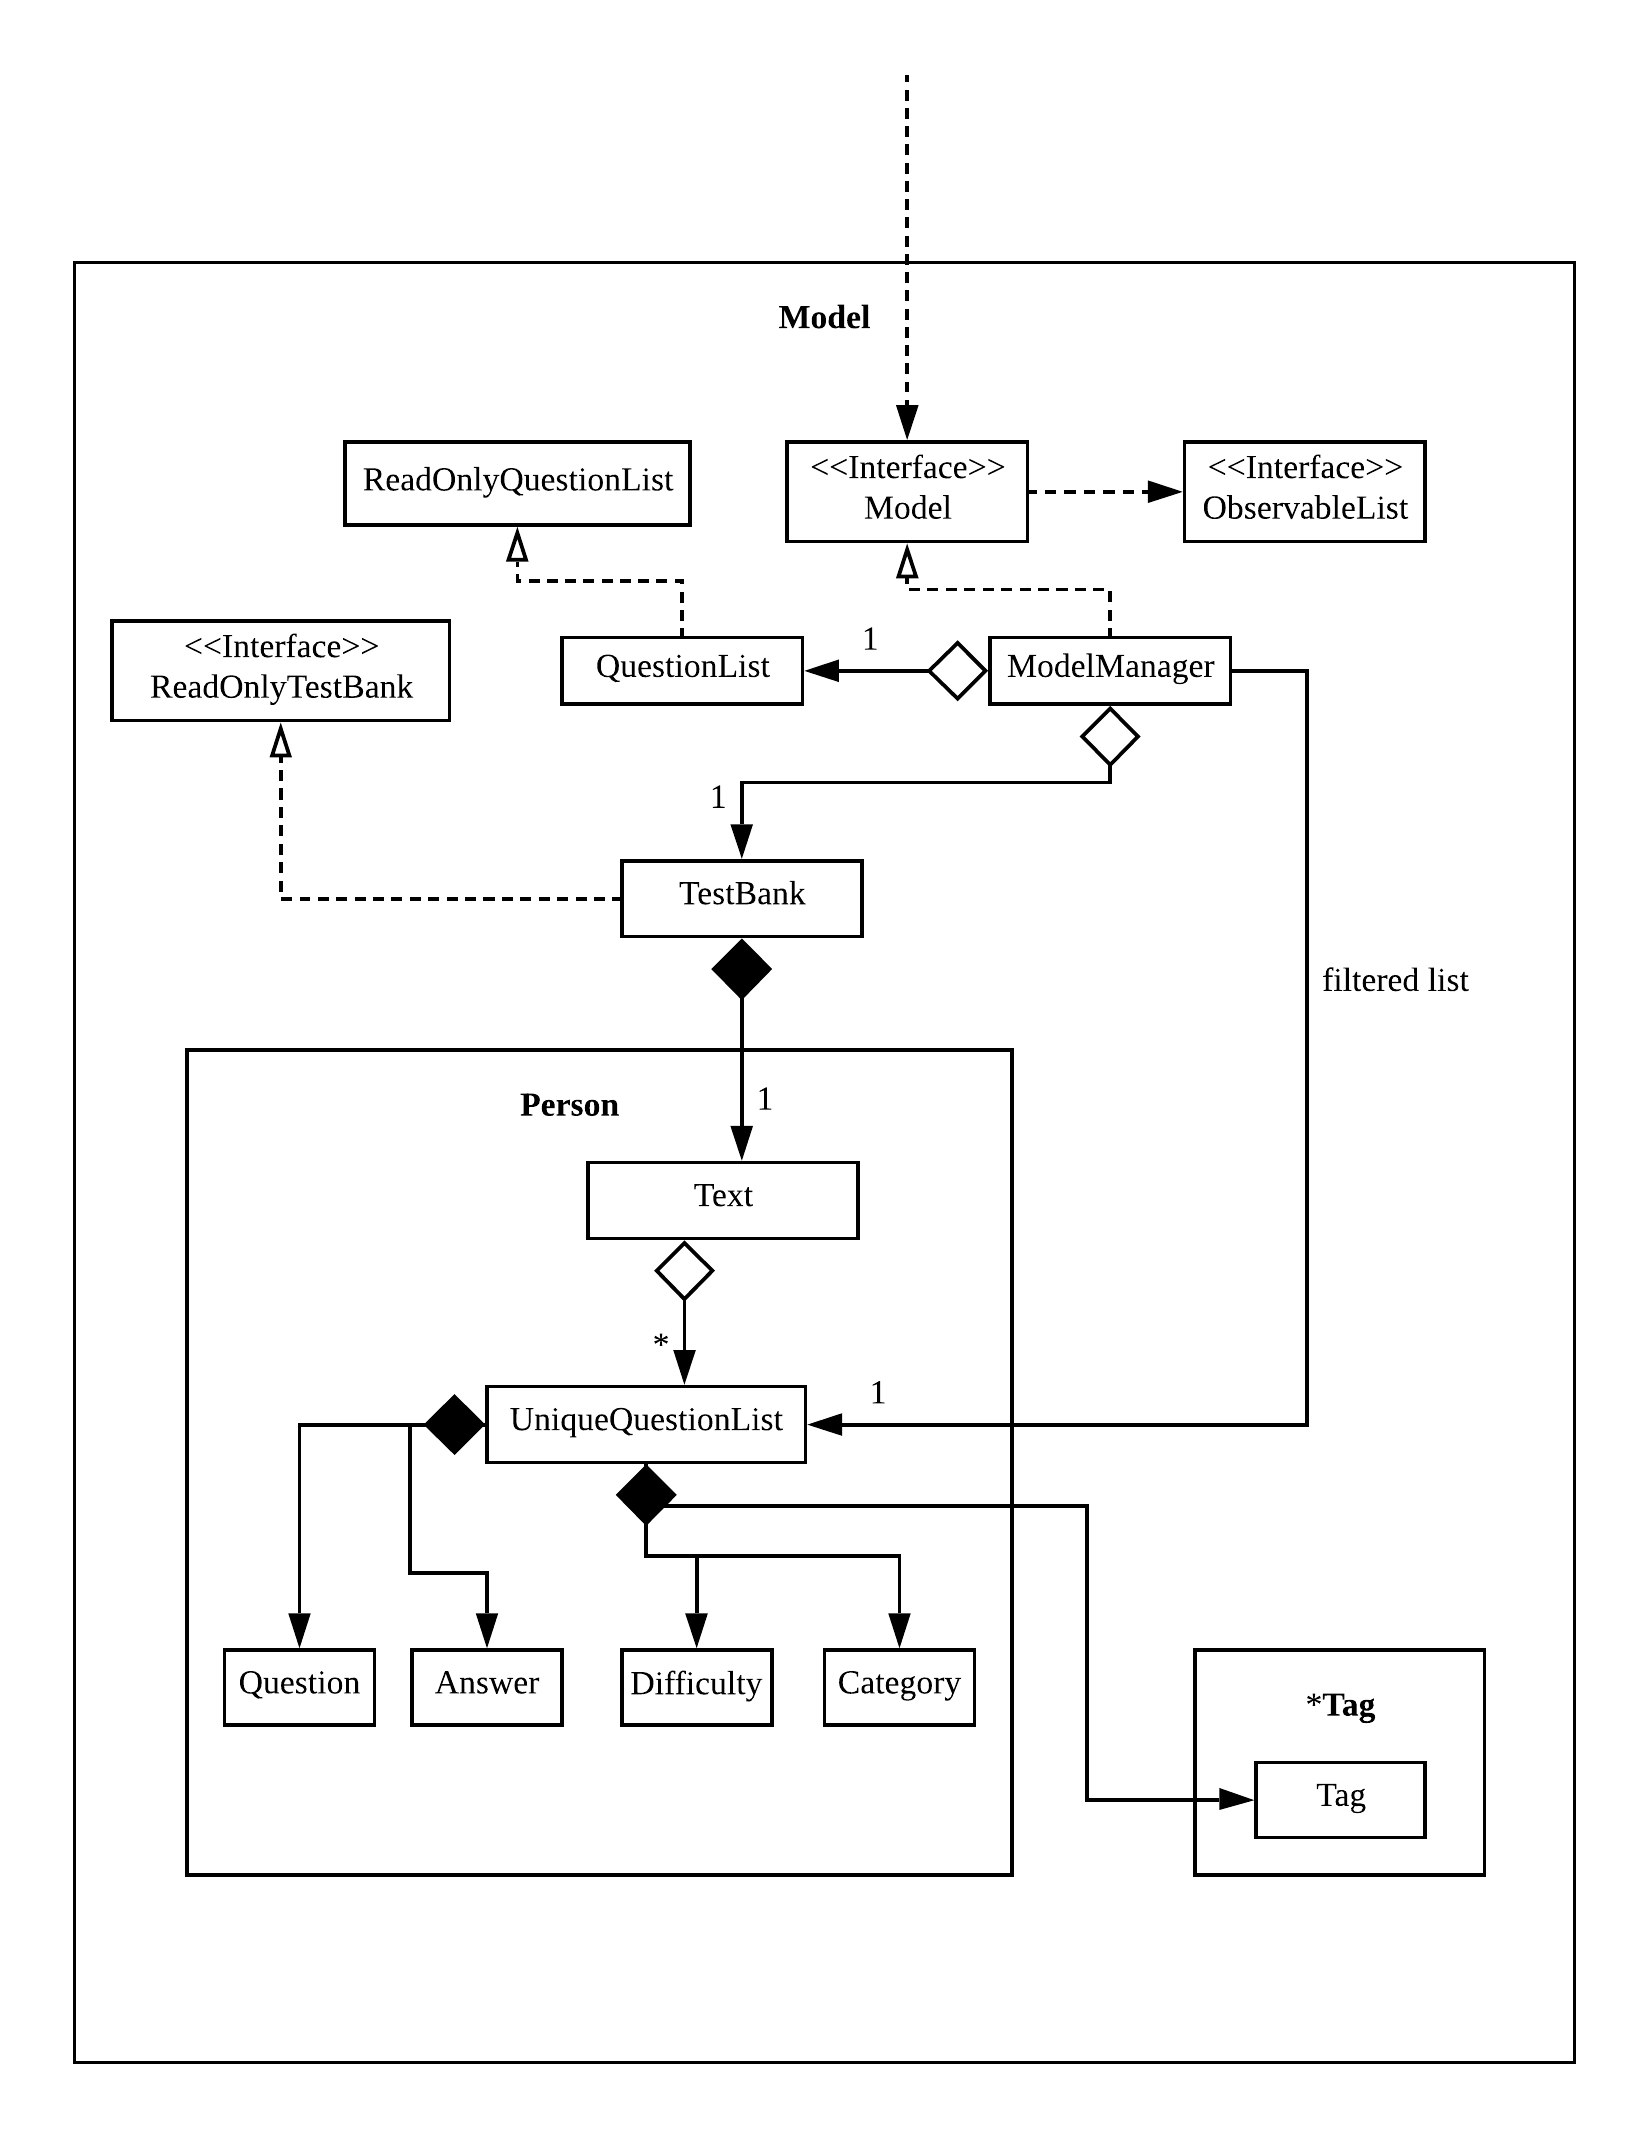 Model
ReadOnlyQuestionList
<<Interface>>
Model
<<Interface>>
ObservableList
<<Interface>>
ReadOnlyTestBank
QuestionList
1
ModelManager
1
TestBank
filtered list
Person
1
Text
*
UniqueQuestionList
1
Question
Answer
Difficulty
Category
*Tag
Tag